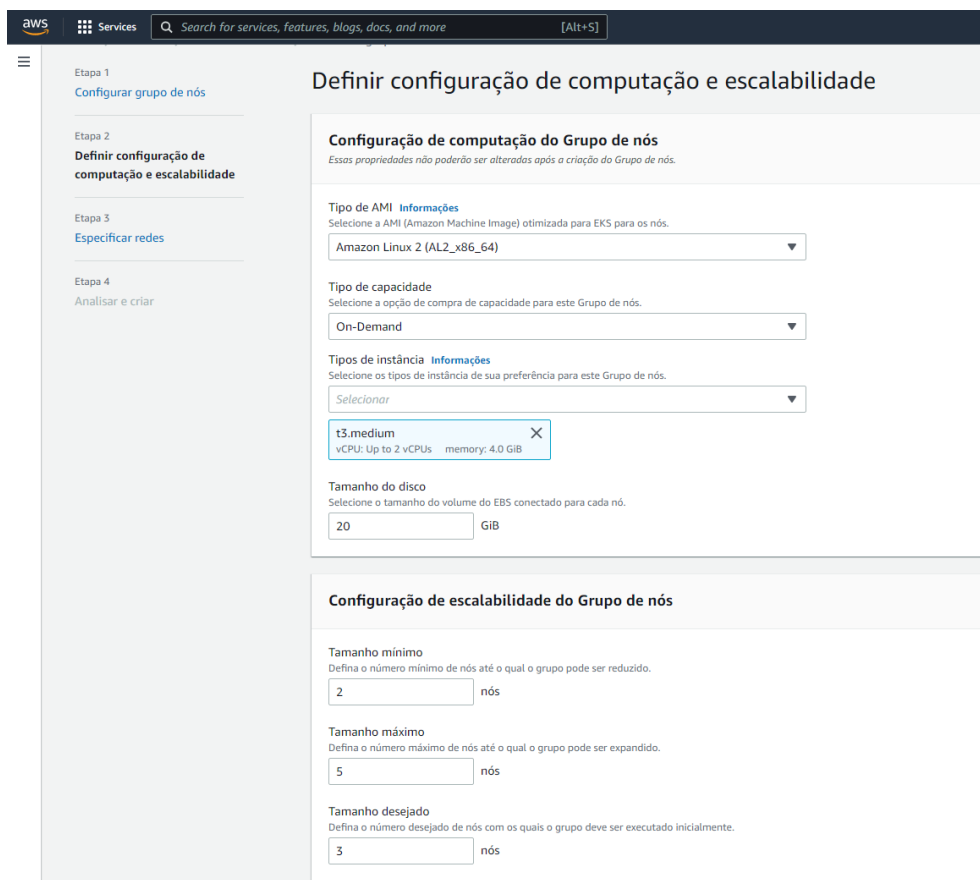 aws
Services
Search for services, features, blogs, docs, and more
[Alt+S]
Etapa 1
Configurar grupo de nós
Etapa 2
Definir configuração de
computação e escalabilidade
Etapa 3
Especificar redes
Etapa 4
Analisar e criar
Definir configuração de computação e escalabilidade
Configuração de computação do Grupo de nós
Essas propriedades não poderão ser alteradas após a criação do Grupo de nós.
Tipo de AMI Informações
Selecione a AMI (Amazon Machine Image) otimizada para EKS para os nós.
Amazon Linux 2 (AL2_x86_64)
Tipo de capacidade
Selecione a opção de compra de capacidade para este Grupo de nós.
On-Demand
Tipos de instância Informações
Selecione os tipos de instância de sua preferência para este Grupo de nós.
Selecionar
t3.medium
vCPU: Up to 2 vCPUs memory: 4.0 GiB
Tamanho do disco
Selecione o tamanho do volume do EBS conectado para cada nó.
20 GiB
Configuração de escalabilidade do Grupo de nós
Tamanho mínimo
Defina o número mínimo de nós até o qual o grupo pode ser reduzido.
2 nós
Tamanho máximo
Defina o número máximo de nós até o qual o grupo pode ser expandido.
5 nós
Tamanho desejado
Defina o número desejado de nós com os quais o grupo deve ser executado inicialmente.
3 nós